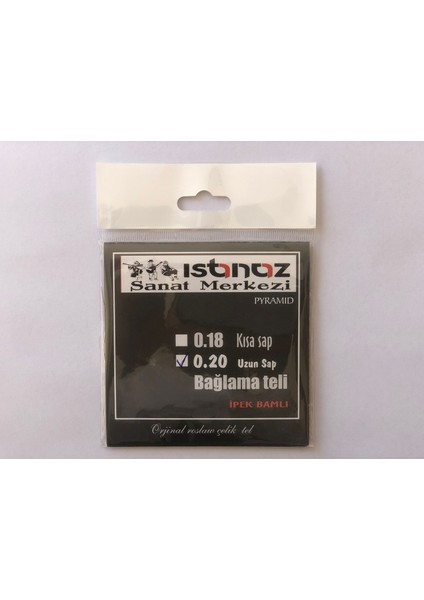 ıstanoz
Sanat Merkezi
PYRAMID
0.18 Kısa sap
0.20 Uzun Sap
Bağlama teli
İPEK BAMLI
Orjinal roslaw çelik tel